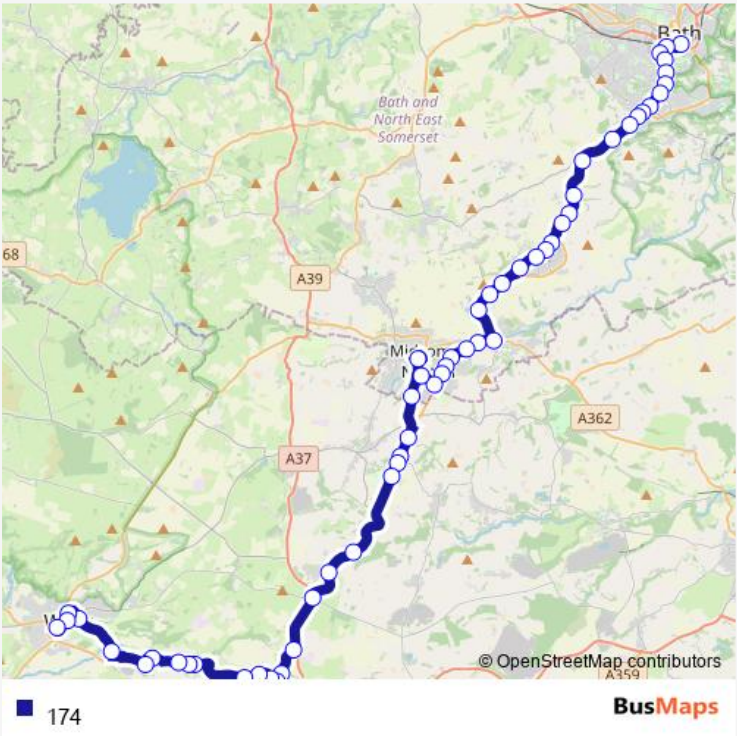 Bath
Bath and
North East
Somerset
68
A39
A362
A37
© OpenStreetMap contributors
A359
174
BusMaps